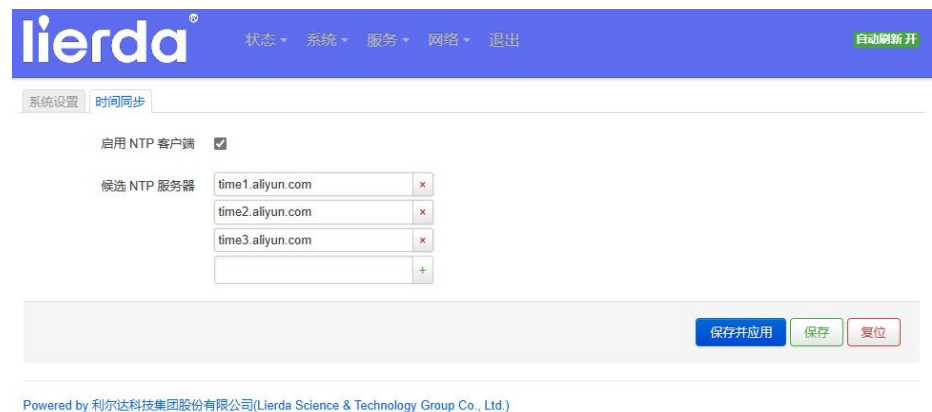 lierda®
状态 系统 服务 网络 退出
自动刷新 开
系统设置 时间同步
启用 NTP 客户端
候选 NTP 服务器
time1.aliyun.com ×
time2.aliyun.com ×
time3.aliyun.com ×
+
保存并应用 保存 复位
Powered by 利尔达科技集团股份有限公司(Lierda Science & Technology Group Co., Ltd.)